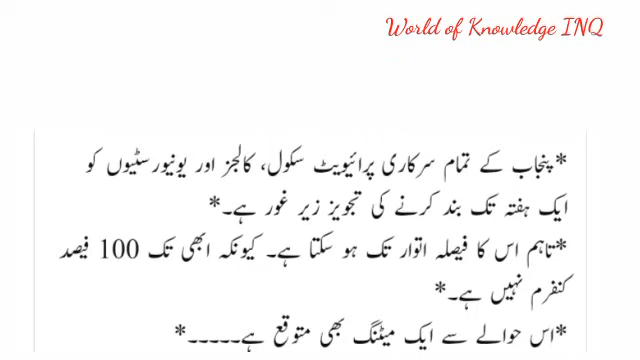 World of Knowledge INQ
*پنجاب کے تمام سرکاری پرائیویٹ سکول، کالجز اور یونیورسٹیوں کو
ایک ہفتہ تک بند کرنے کی تجویز زیر غور ہے۔*
*تاہم اس کا فیصلہ اتوار تک ہو سکتا ہے۔ کیونکہ ابھی تک 100 فیصد
کنفرم نہیں ہے۔*
*اس حوالے سے ایک میٹنگ بھی متوقع ہے۔۔۔۔۔*